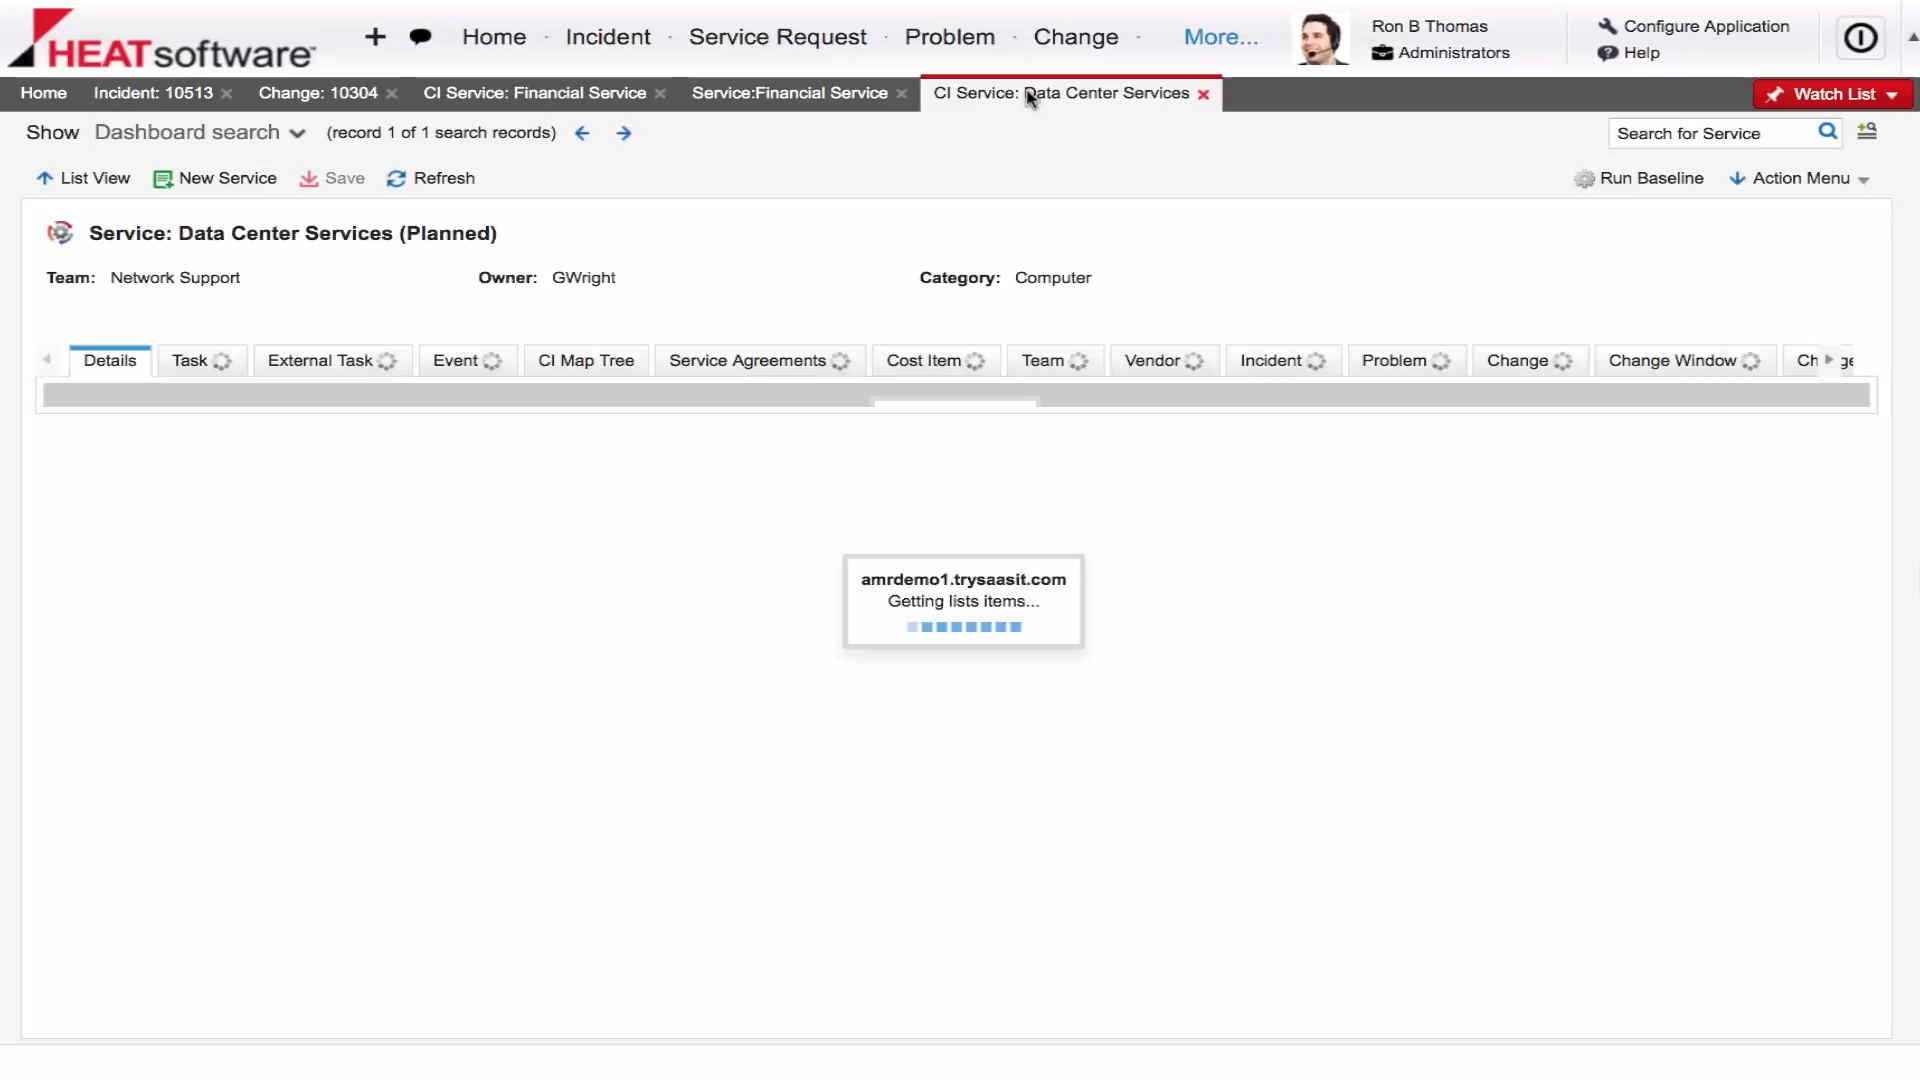 HEATsoftware
Home · Incident · Service Request · Problem · Change · More...
Ron B Thomas
Administrators
Configure Application
Help
Home Incident: 10513 Change: 10304 CI Service: Financial Service Service:Financial Service CI Service: Data Center Services
Watch List
Show Dashboard search (record 1 of 1 search records)
Search for Service
List View New Service Save Refresh
Run Baseline Action Menu
Service: Data Center Services (Planned)
Team: Network Support Owner: GWright Category: Computer
Details Task External Task Event CI Map Tree Service Agreements Cost Item Team Vendor Incident Problem Change Change Window
amrdemo1.trysaasit.com
Getting lists items...